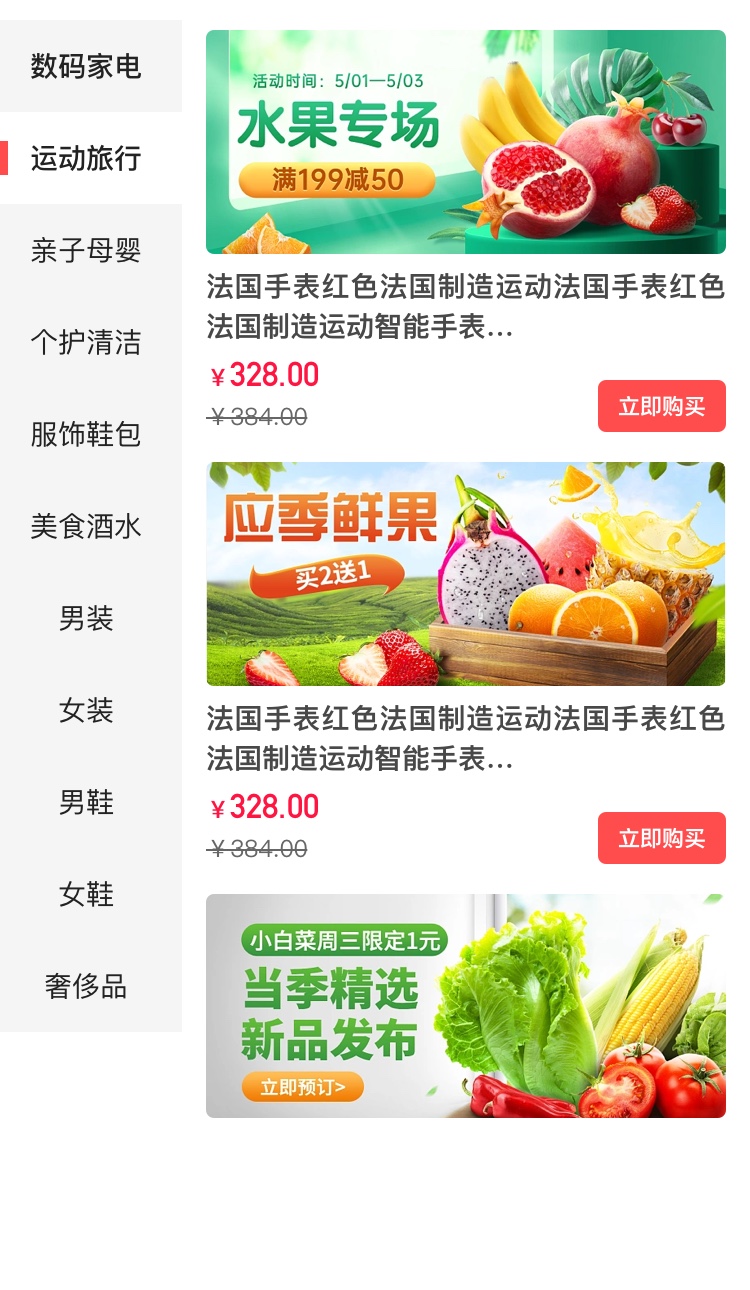 数码家电
运动旅行
亲子母婴
个护清洁
服饰鞋包
美食酒水
男装
女装
男鞋
女鞋
奢侈品
活动时间：5/01—5/03
水果专场
满199减50
法国手表红色法国制造运动法国手表红色
法国制造运动智能手表...
￥328.00
￥384.00
立即购买
应季鲜果
买2送1
法国手表红色法国制造运动法国手表红色
法国制造运动智能手表...
￥328.00
￥384.00
立即购买
小白菜周三限定1元
当季精选
新品发布
立即预订>